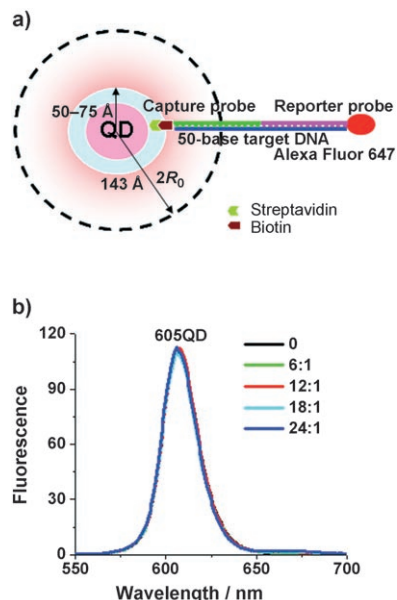 a)
50–75 Å
QD
143 Å
2R₀
Capture probe Reporter probe
50-base target DNA
Alexa Fluor 647
Streptavidin
Biotin
b)
605QD
0
6:1
12:1
18:1
24:1
Fluorescence
120
90
60
30
0
550 600 650 700
Wavelength / nm